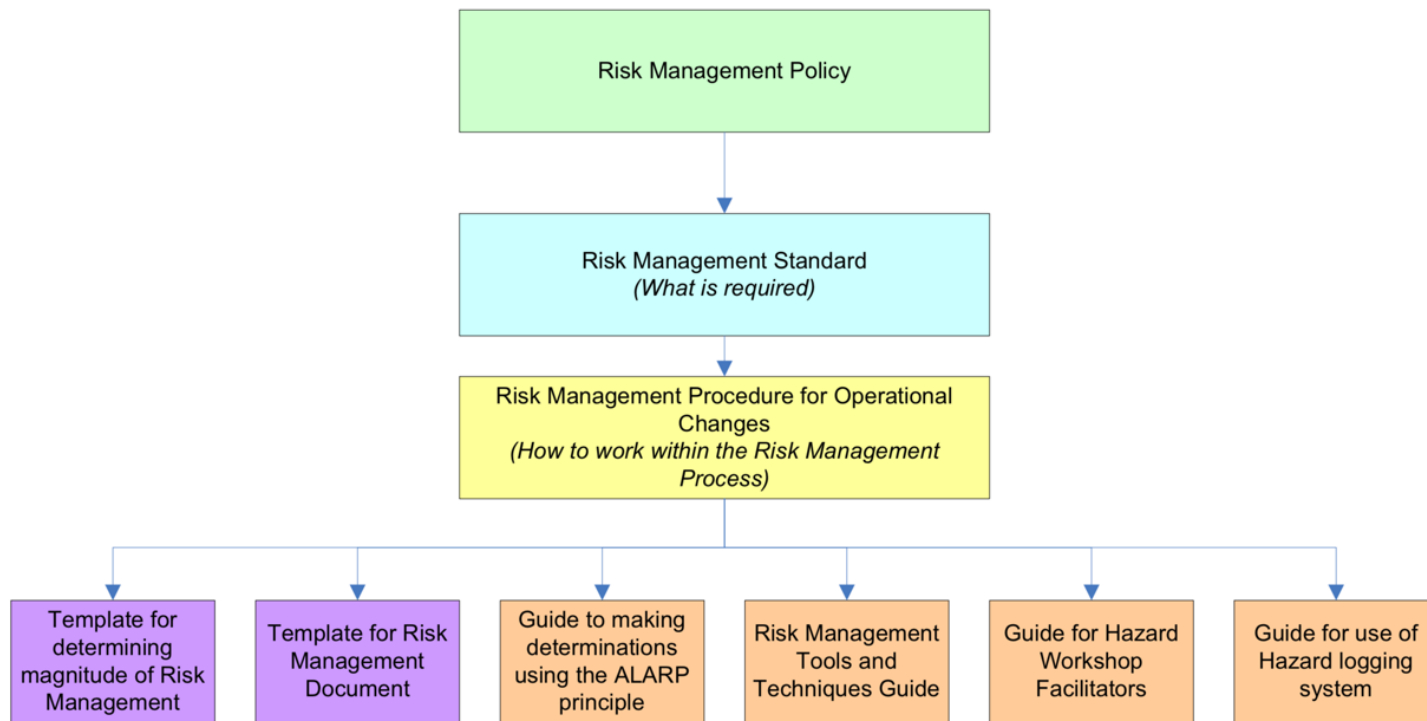 Risk Management Policy
Risk Management Standard
(What is required)
Risk Management Procedure for Operational
Changes
(How to work within the Risk Management
Process)
Template for
determining
magnitude of Risk
Management
Template for Risk
Management
Document
Guide to making
determinations
using the ALARP
principle
Risk Management
Tools and
Techniques Guide
Guide for Hazard
Workshop
Facilitators
Guide for use of
Hazard logging
system